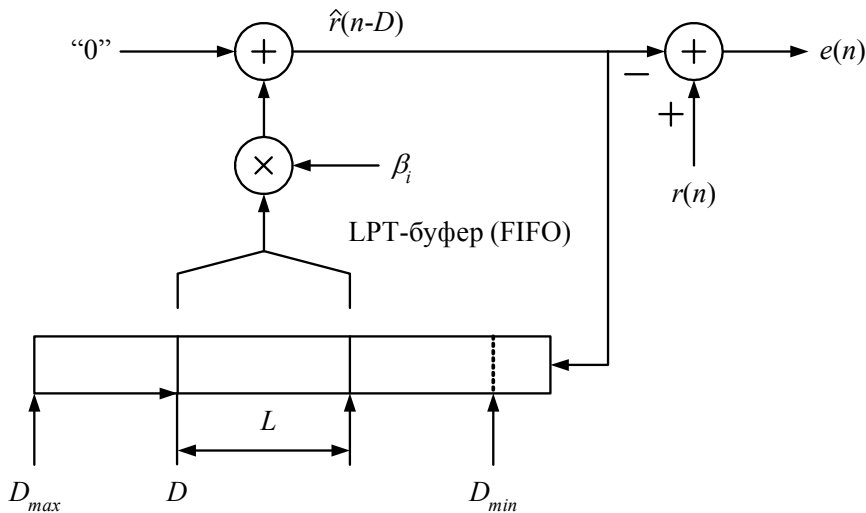 r̂(n-D)
“0”
e(n)
β_i
r(n)
LPT-буфер (FIFO)
L
D_max
D
D_min